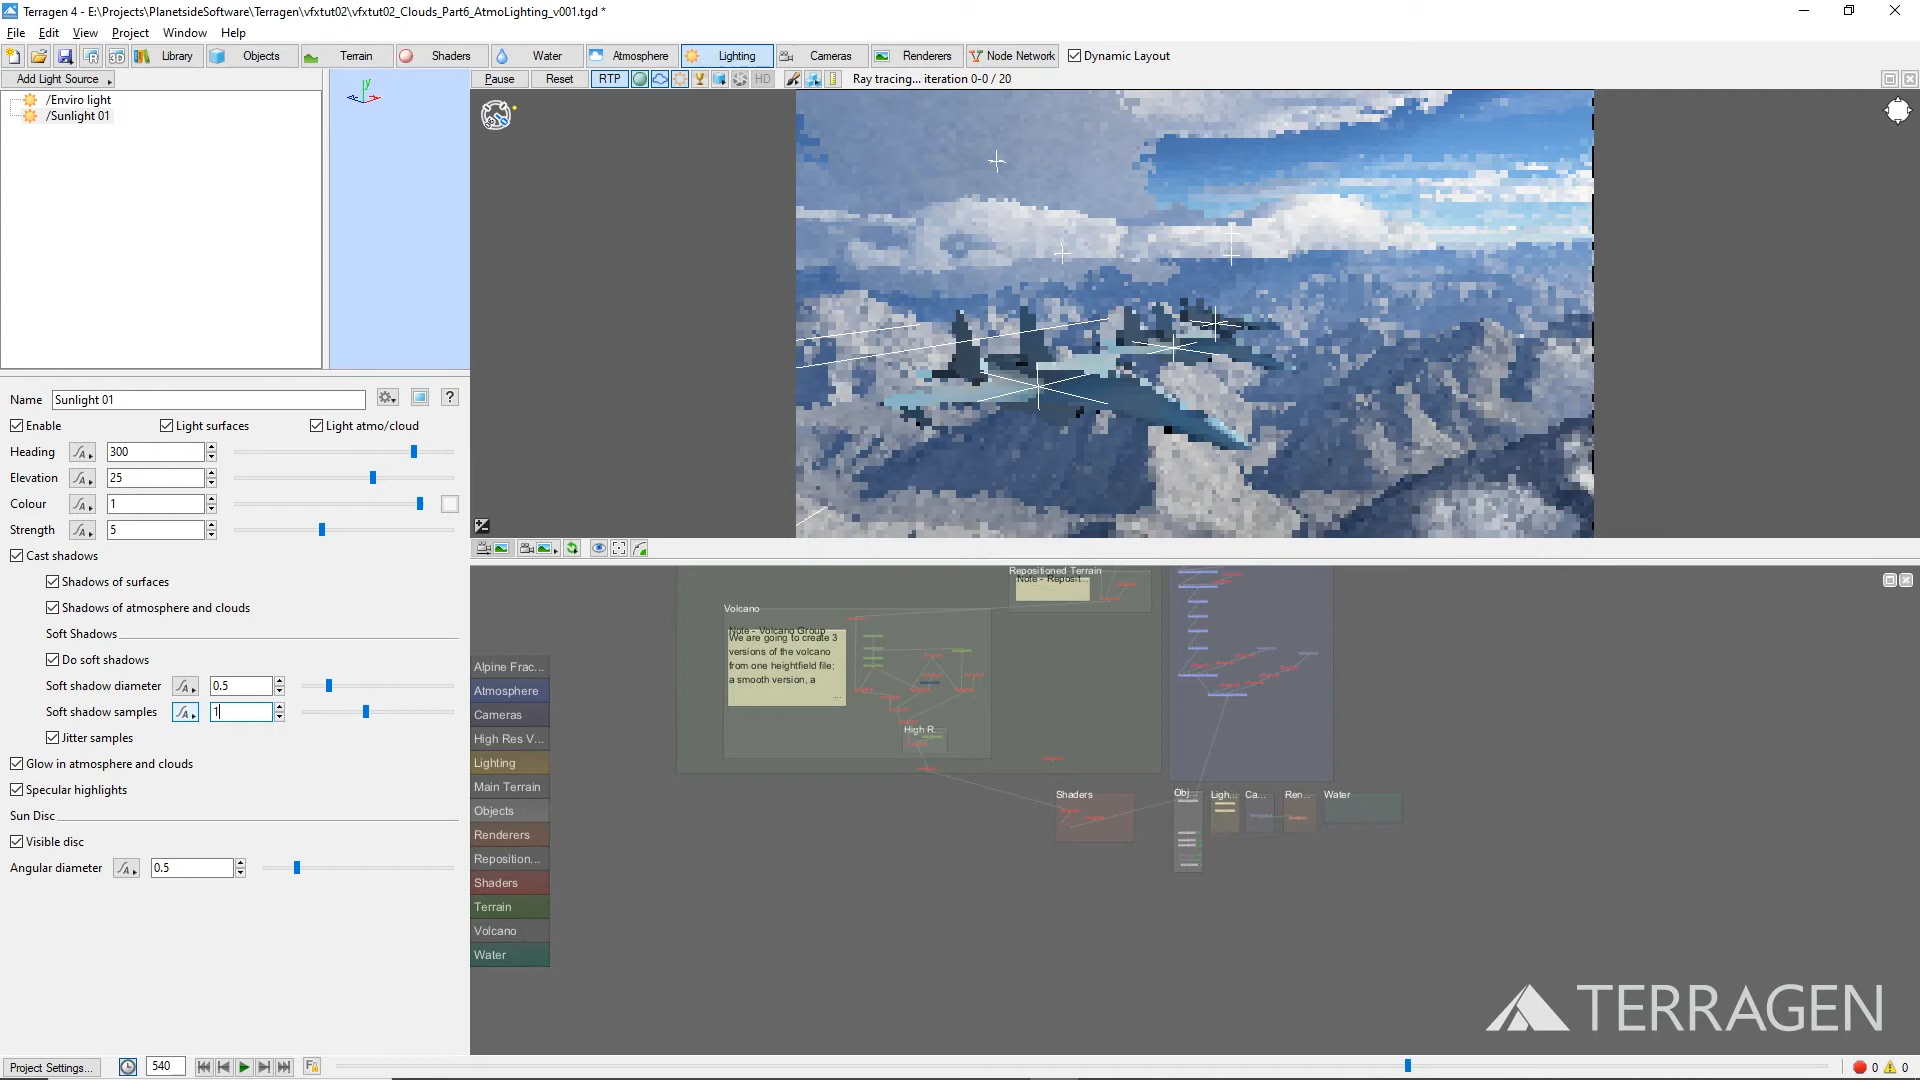 Terragen 4 - E:\Projects\PlanetsideSoftware\Terragen\vfxtut02\vfxtut02_Clouds_Part6_AtmoLighting_v001.tgd *
File Edit View Project Window Help
Library Objects Terrain Shaders Water Atmosphere Lighting Cameras Renderers Node Network Dynamic Layout
Add Light Source
Pause Reset RTP HD Ray tracing... iteration 0-0 / 20
/Enviro light
/Sunlight 01
y
Name Sunlight 01 ?
Enable Light surfaces Light atmo/cloud
Heading 300
Elevation 25
Colour 1
Strength 5
Cast shadows
Shadows of surfaces
Shadows of atmosphere and clouds
Soft Shadows
Do soft shadows
Soft shadow diameter 0.5
Soft shadow samples 1
Jitter samples
Glow in atmosphere and clouds
Specular highlights
Sun Disc
Visible disc
Angular diameter 0.5
Repositioned Terrain
Note - Reposit...
Volcano
Note - Volcano Group
We are going to create 3
versions of the volcano
from one heightfield file;
a smooth version, a
...
High R...
Shaders
Obj...
Ligh...
Ca...
Ren...
Water
Alpine Frac...
Atmosphere
Cameras
High Res V...
Lighting
Main Terrain
Objects
Renderers
Reposition...
Shaders
Terrain
Volcano
Water
TERRAGEN
Project Settings... 540 0 0